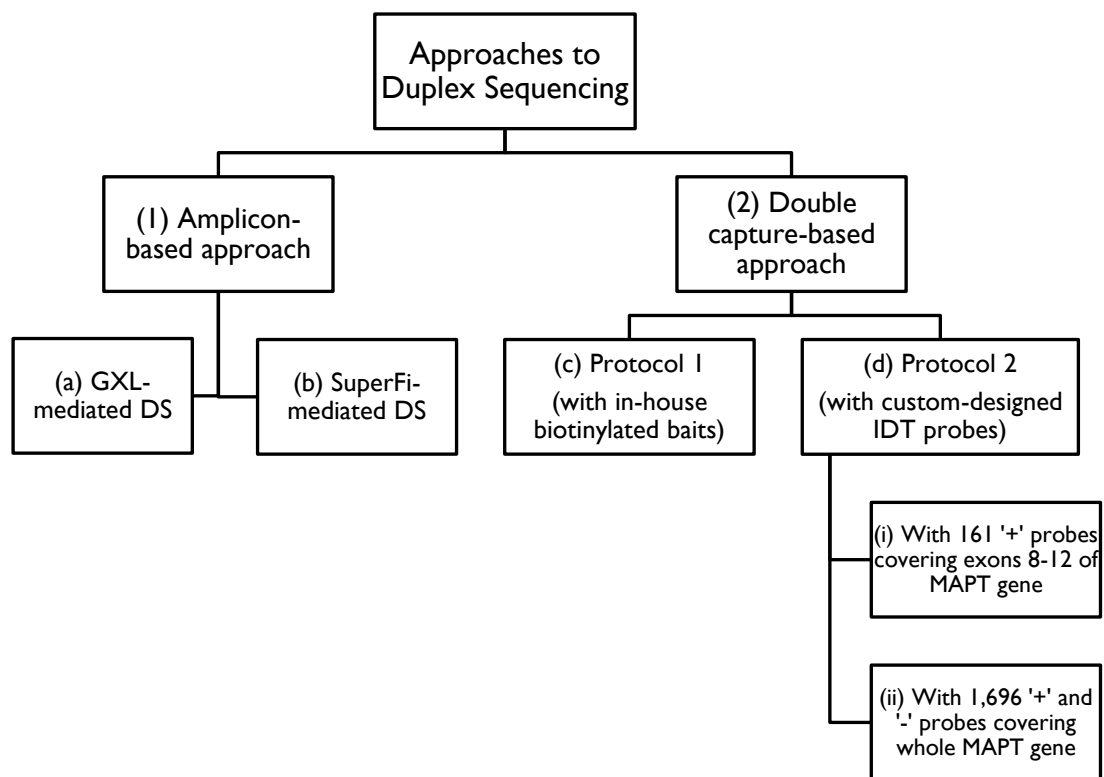 Approaches to
Duplex Sequencing
(1) Amplicon-
based approach
(2) Double
capture-based
approach
(a) GXL-
mediated DS
(b) SuperFi-
mediated DS
(c) Protocol 1
(with in-house
biotinylated baits)
(d) Protocol 2
(with custom-designed
IDT probes)
(i) With 161 '+' probes
covering exons 8-12 of
MAPT gene
(ii) With 1,696 '+' and
'-' probes covering
whole MAPT gene